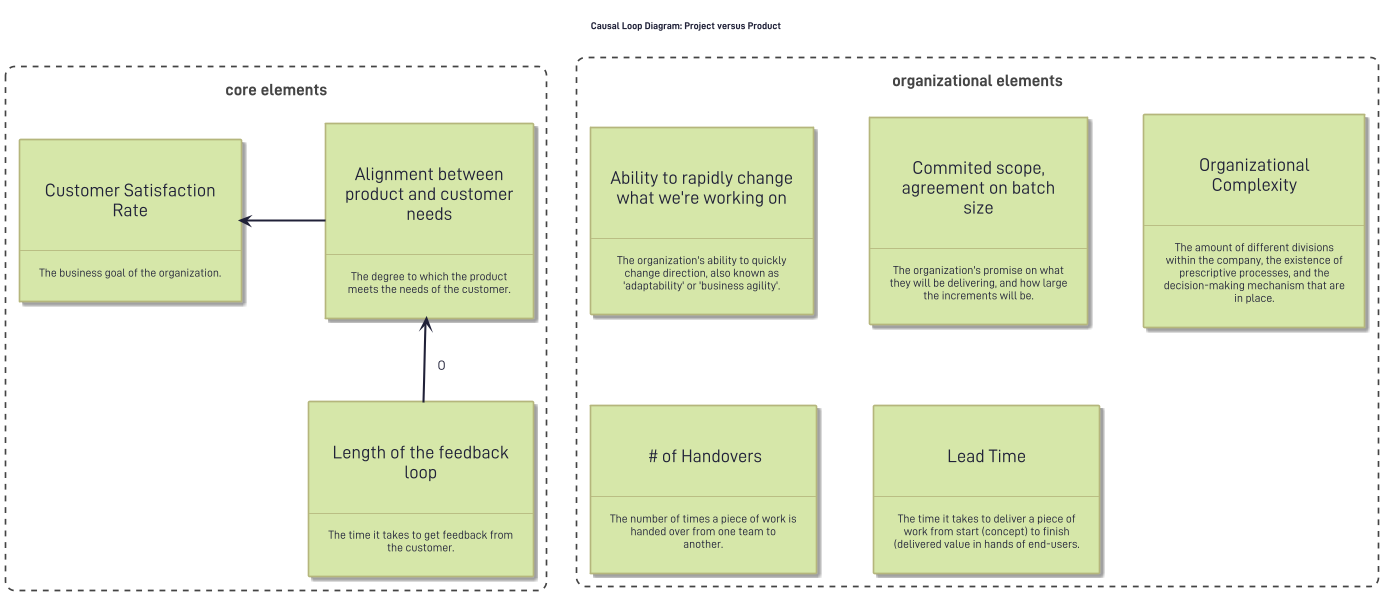 Causal Loop Diagram: Project versus Product
core elements
Customer Satisfaction
Rate
The business goal of the organization.
Alignment between
product and customer
needs
The degree to which the product
meets the needs of the customer.
O
Length of the feedback
loop
The time it takes to get feedback from
the customer.
organizational elements
Ability to rapidly change
what we're working on
The organization's ability to quickly
change direction, also known as
'adaptability' or 'business agility'.
Commited scope,
agreement on batch
size
The organization's promise on what
they will be delivering, and how large
the increments will be.
Organizational
Complexity
The amount of different divisions
within the company, the existence of
prescriptive processes, and the
decision-making mechanism that are
in place.
# of Handovers
The number of times a piece of work is
handed over from one team to
another.
Lead Time
The time it takes to deliver a piece of
work from start (concept) to finish
(delivered value in hands of end-users.